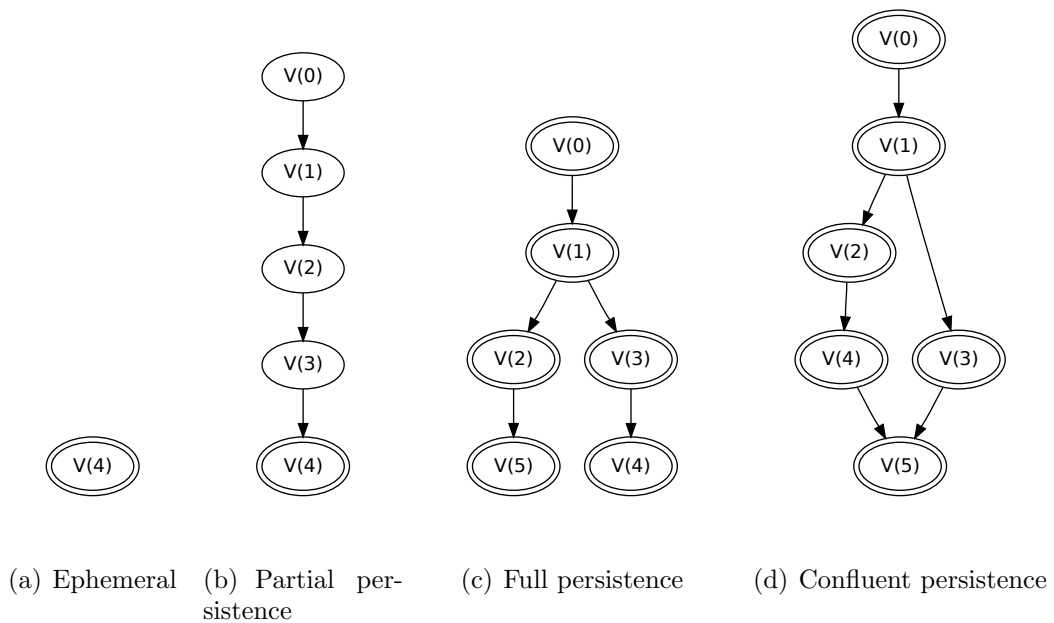 V(0)
V(1)
V(2)
V(3)
V(4)
V(4)
V(0)
V(1)
V(2)
V(3)
V(5)
V(4)
V(0)
V(1)
V(2)
V(4)
V(3)
V(5)
(a) Ephemeral
(b) Partial per-
sistence
(c) Full persistence
(d) Confluent persistence